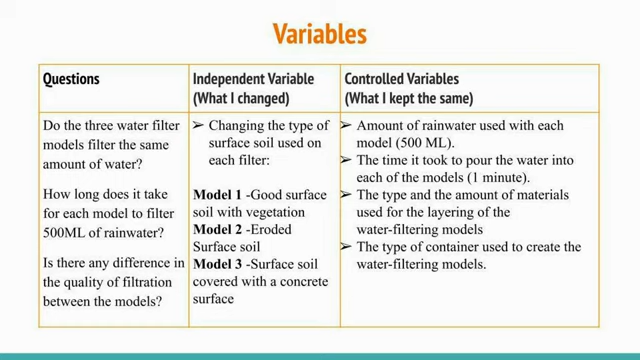 Variables
Questions
Independent Variable
(What I changed)
Controlled Variables
(What I kept the same)
Do the three water filter
models filter the same
amount of water?
How long does it take
for each model to filter
500ML of rainwater?
Is there any difference in
the quality of filtration
between the models?
➢ Changing the type of
surface soil used on
each filter:
Model 1 -Good surface
soil with vegetation
Model 2 -Eroded
Surface soil
Model 3 -Surface soil
covered with a concrete
surface
➢ Amount of rainwater used with each
model (500 ML).
➢ The time it took to pour the water into
each of the models (1 minute).
➢ The type and the amount of materials
used for the layering of the
water-filtering models
➢ The type of container used to create the
water-filtering models.